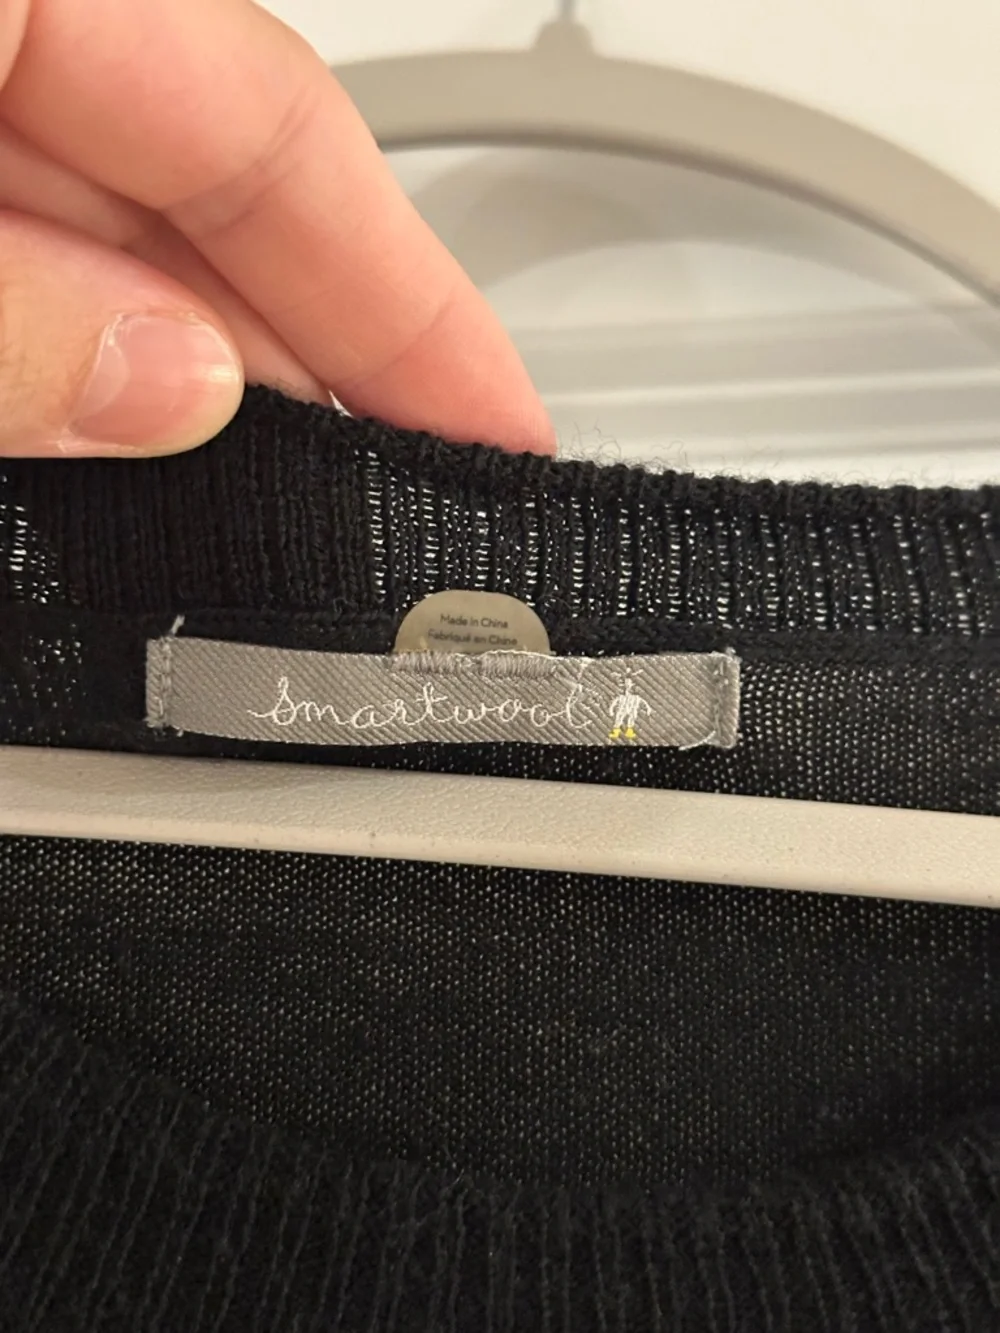 Made in China
Fabriqué en Chine
smartwool